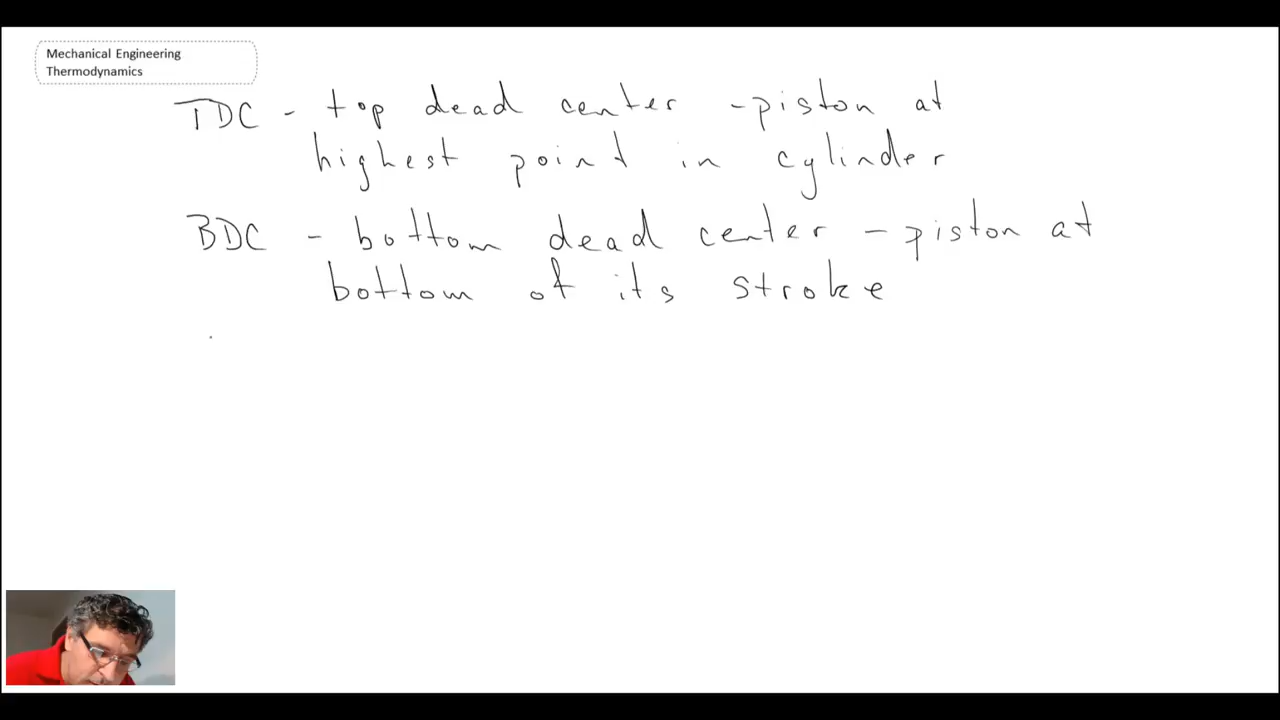 Mechanical Engineering
Thermodynamics
TDC - top dead center - piston at
highest point in cylinder
BDC - bottom dead center - piston at
bottom of its stroke